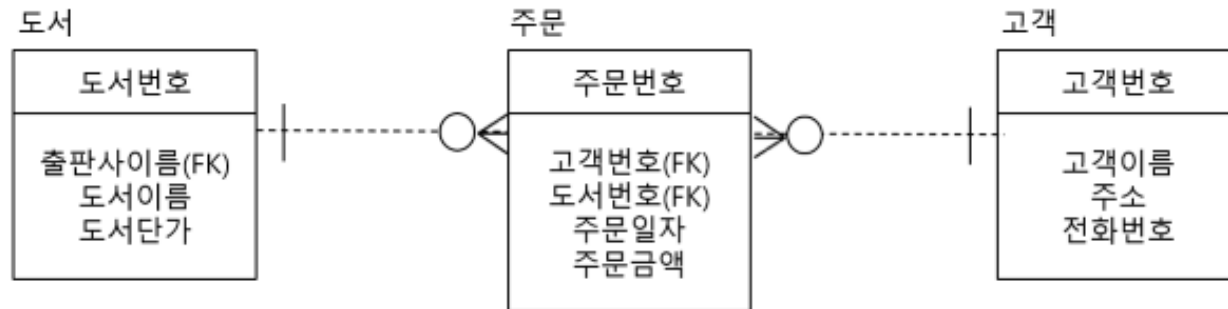 도서
도서번호
출판사이름(FK)
도서이름
도서단가
주문
주문번호
고객번호(FK)
도서번호(FK)
주문일자
주문금액
고객
고객번호
고객이름
주소
전화번호